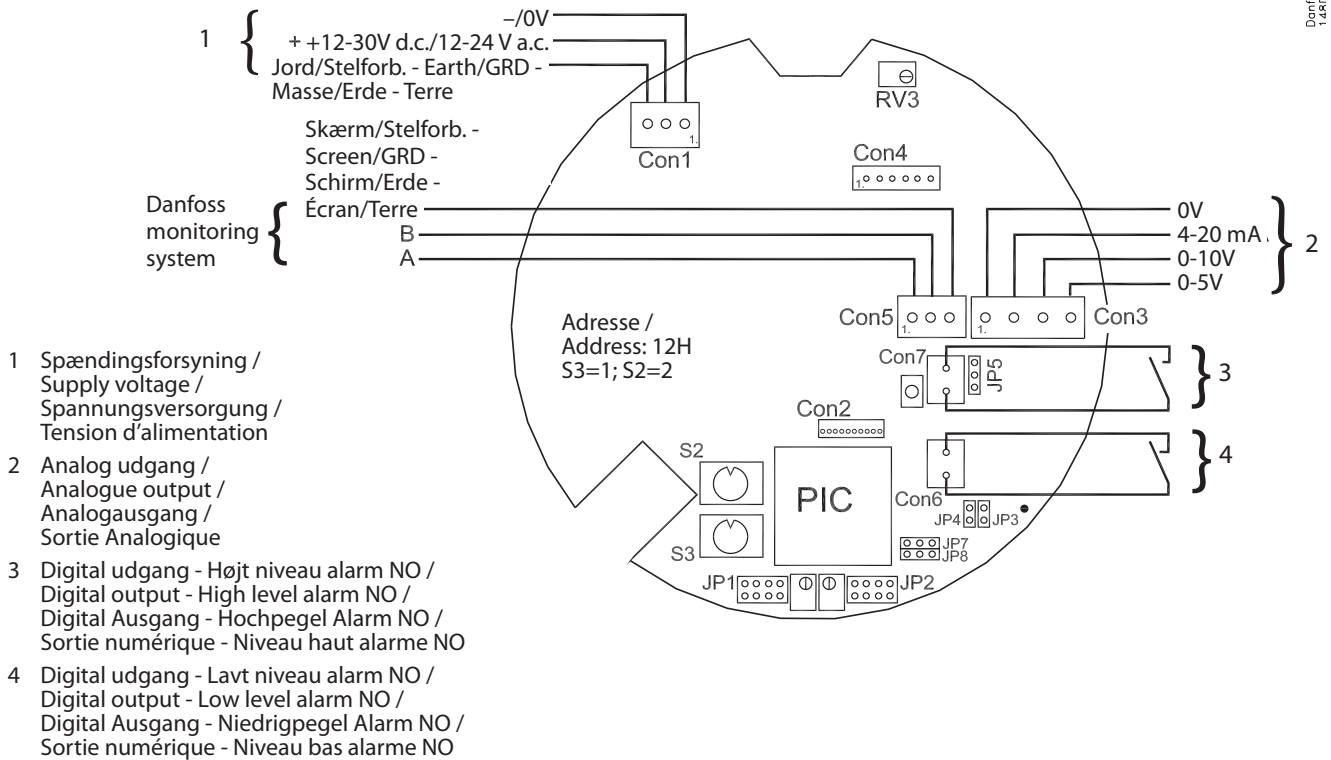 Danf
148
1
–/0V
+ +12-30V d.c./12-24 V a.c.
Jord/Stelforb. - Earth/GRD -
Masse/Erde - Terre
RV3
1.
Con1
Con4
1.
Skærm/Stelforb. -
Screen/GRD -
Schirm/Erde -
Écran/Terre
Danfoss
monitoring
system
B
A
0V
4-20 mA
0-10V
0-5V
2
Con5
1.
1.
Con3
Adresse /
Address: 12H
S3=1; S2=2
Con7
JP5
3
Con2
S2
PIC
Con6
4
S3
JP4
JP3
JP7
JP8
JP1
JP2
1 Spændingsforsyning /
Supply voltage /
Spannungsversorgung /
Tension d’alimentation
2 Analog udgang /
Analogue output /
Analogausgang /
Sortie Analogique
3 Digital udgang - Højt niveau alarm NO /
Digital output - High level alarm NO /
Digital Ausgang - Hochpegel Alarm NO /
Sortie numérique - Niveau haut alarme NO
4 Digital udgang - Lavt niveau alarm NO /
Digital output - Low level alarm NO /
Digital Ausgang - Niedrigpegel Alarm NO /
Sortie numérique - Niveau bas alarme NO